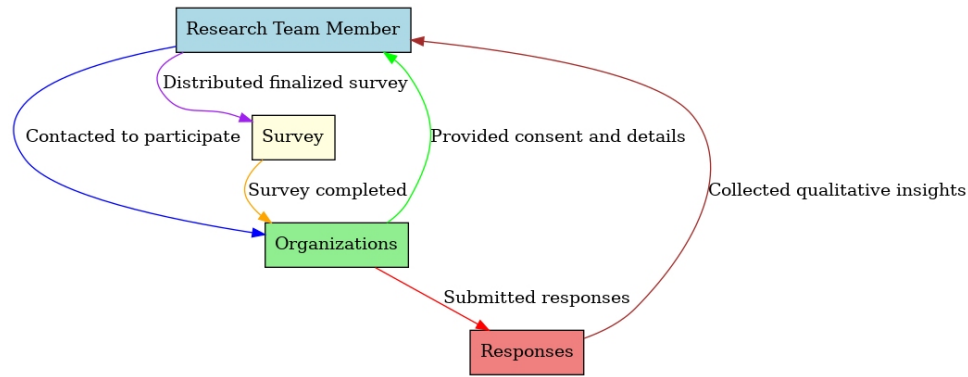 Research Team Member
Distributed finalized survey
Contacted to participate
Survey
Provided consent and details
Survey completed
Collected qualitative insights
Organizations
Submitted responses
Responses